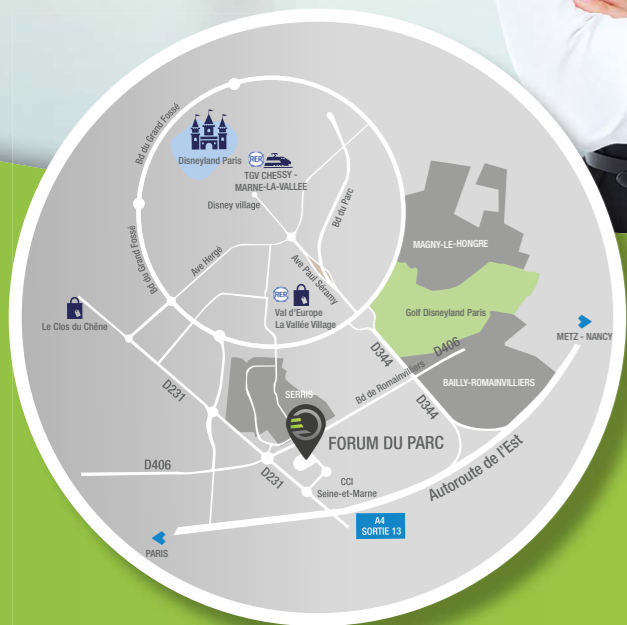 Bd du Grand Fossé
Disneyland Paris
RER
TGV CHESSY -
MARNE-LA-VALLEE
Disney village
Bd du Parc
MAGNY-LE-HONGRE
Bd du Grand Fossé
Ave Hergé
Ave Paul Séramy
RER
Val d'Europe
La Vallée Village
Golf Disneyland Paris
Le Clos du Chêne
METZ - NANCY
D344
D406
Bd de Romainvilliers
D231
SERRIS
BAILLY-ROMAINVILLIERS
D344
FORUM DU PARC
D406
D231
CCI
Seine-et-Marne
Autoroute de l'Est
A4
SORTIE 13
PARIS